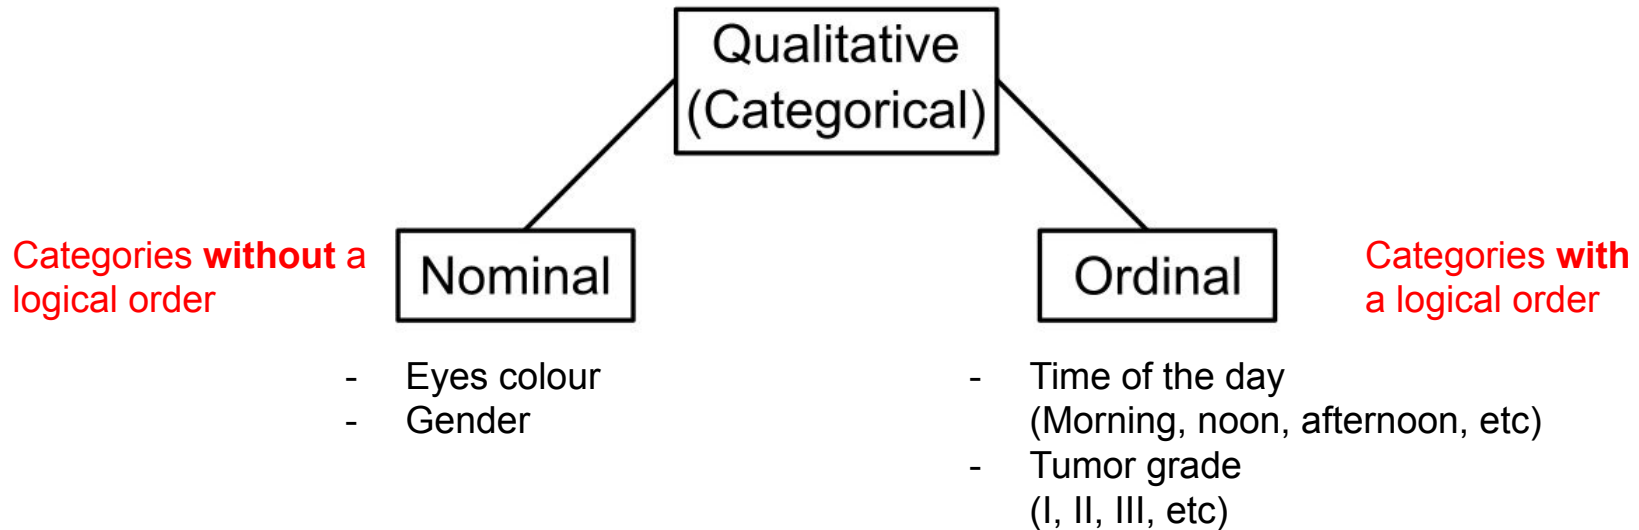 Qualitative
(Categorical)
Categories without a
logical order
Nominal
Ordinal
Categories with
a logical order
- Eyes colour
- Gender
- Time of the day
(Morning, noon, afternoon, etc)
- Tumor grade
(I, II, III, etc)